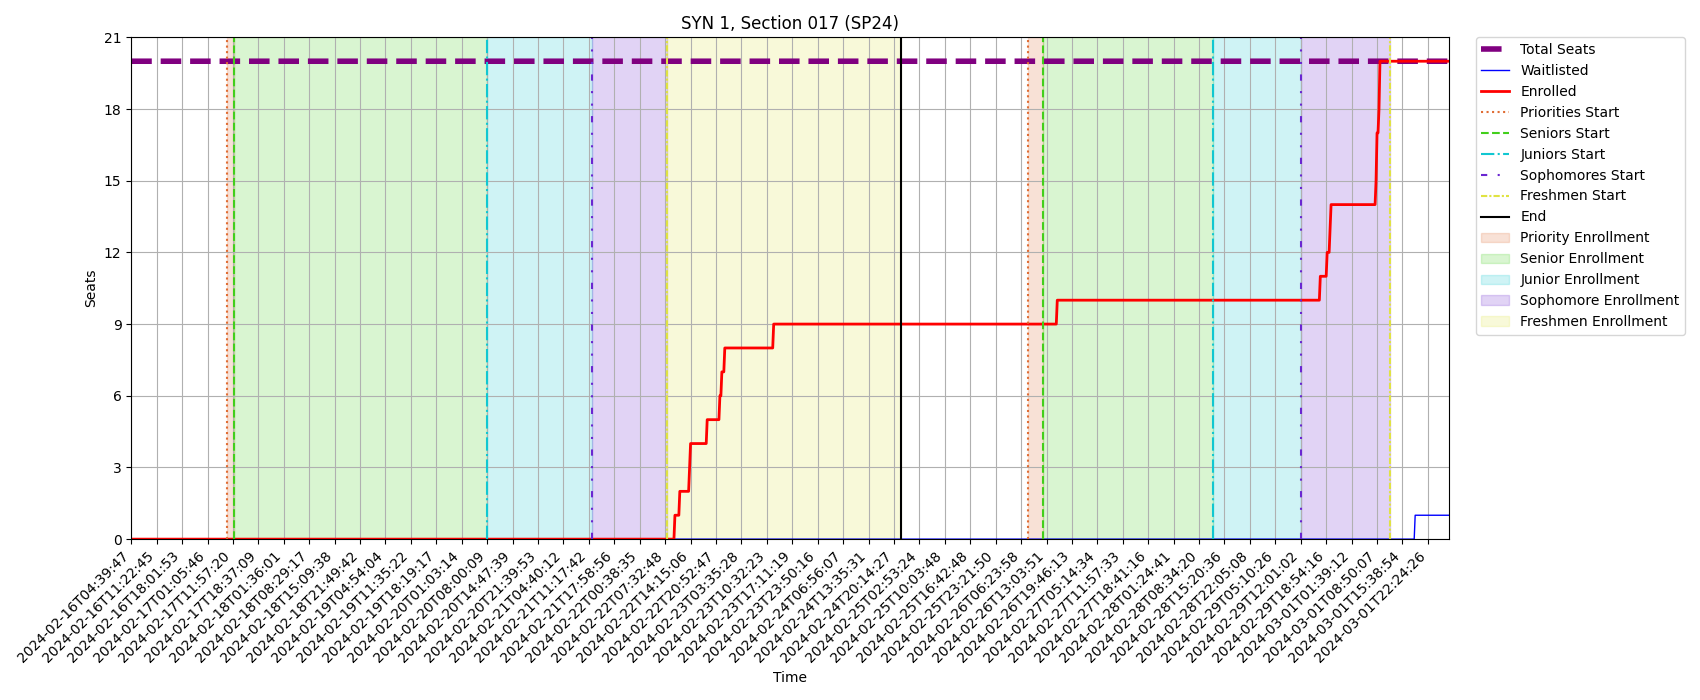 SYN 1, Section 017 (SP24)
21
18
15
12
9
6
3
0
Seats
2024-02-16T04:39:47
2024-02-16T11:22:45
2024-02-16T18:01:53
2024-02-17T01:05:46
2024-02-17T11:57:20
2024-02-17T18:37:09
2024-02-18T01:36:01
2024-02-18T08:29:17
2024-02-18T15:09:38
2024-02-18T21:49:42
2024-02-19T04:54:04
2024-02-19T11:35:22
2024-02-19T18:19:17
2024-02-20T01:03:14
2024-02-20T08:00:09
2024-02-20T14:47:39
2024-02-20T21:39:53
2024-02-21T04:40:12
2024-02-21T11:17:42
2024-02-21T17:58:56
2024-02-22T00:38:35
2024-02-22T07:32:48
2024-02-22T14:15:06
2024-02-22T20:52:47
2024-02-23T03:35:28
2024-02-23T10:32:23
2024-02-23T17:11:19
2024-02-23T23:50:16
2024-02-24T06:56:07
2024-02-24T13:35:31
2024-02-24T20:14:27
2024-02-25T02:53:24
2024-02-25T10:03:48
2024-02-25T16:42:48
2024-02-25T23:21:50
2024-02-26T06:23:58
2024-02-26T13:03:51
2024-02-26T19:46:13
2024-02-27T05:14:34
2024-02-27T11:57:33
2024-02-27T18:41:16
2024-02-28T01:24:41
2024-02-28T08:34:20
2024-02-28T15:20:36
2024-02-28T22:05:08
2024-02-29T05:10:26
2024-02-29T12:01:02
2024-02-29T18:54:16
2024-03-01T01:39:12
2024-03-01T08:50:07
2024-03-01T15:38:54
2024-03-01T22:24:26
Time
Total Seats
Waitlisted
Enrolled
Priorities Start
Seniors Start
Juniors Start
Sophomores Start
Freshmen Start
End
Priority Enrollment
Senior Enrollment
Junior Enrollment
Sophomore Enrollment
Freshmen Enrollment